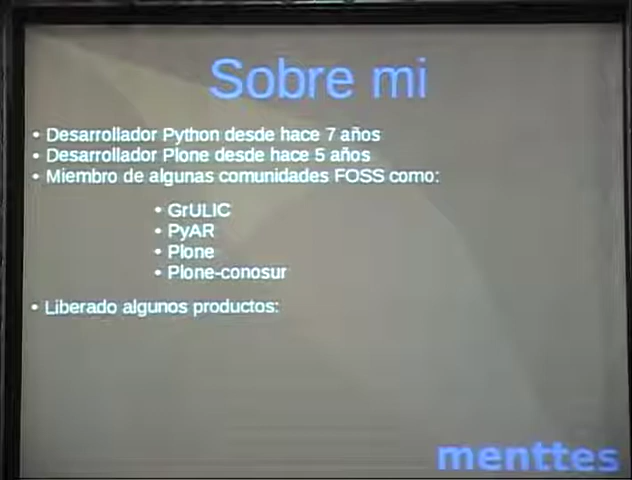 Sobre mi
• Desarrollador Python desde hace 7 años
• Desarrollador Plone desde hace 5 años
• Miembro de algunas comunidades FOSS como:
• GrULIC
• PyAR
• Plone
• Plone-conosur
• Liberado algunos productos:
menttes